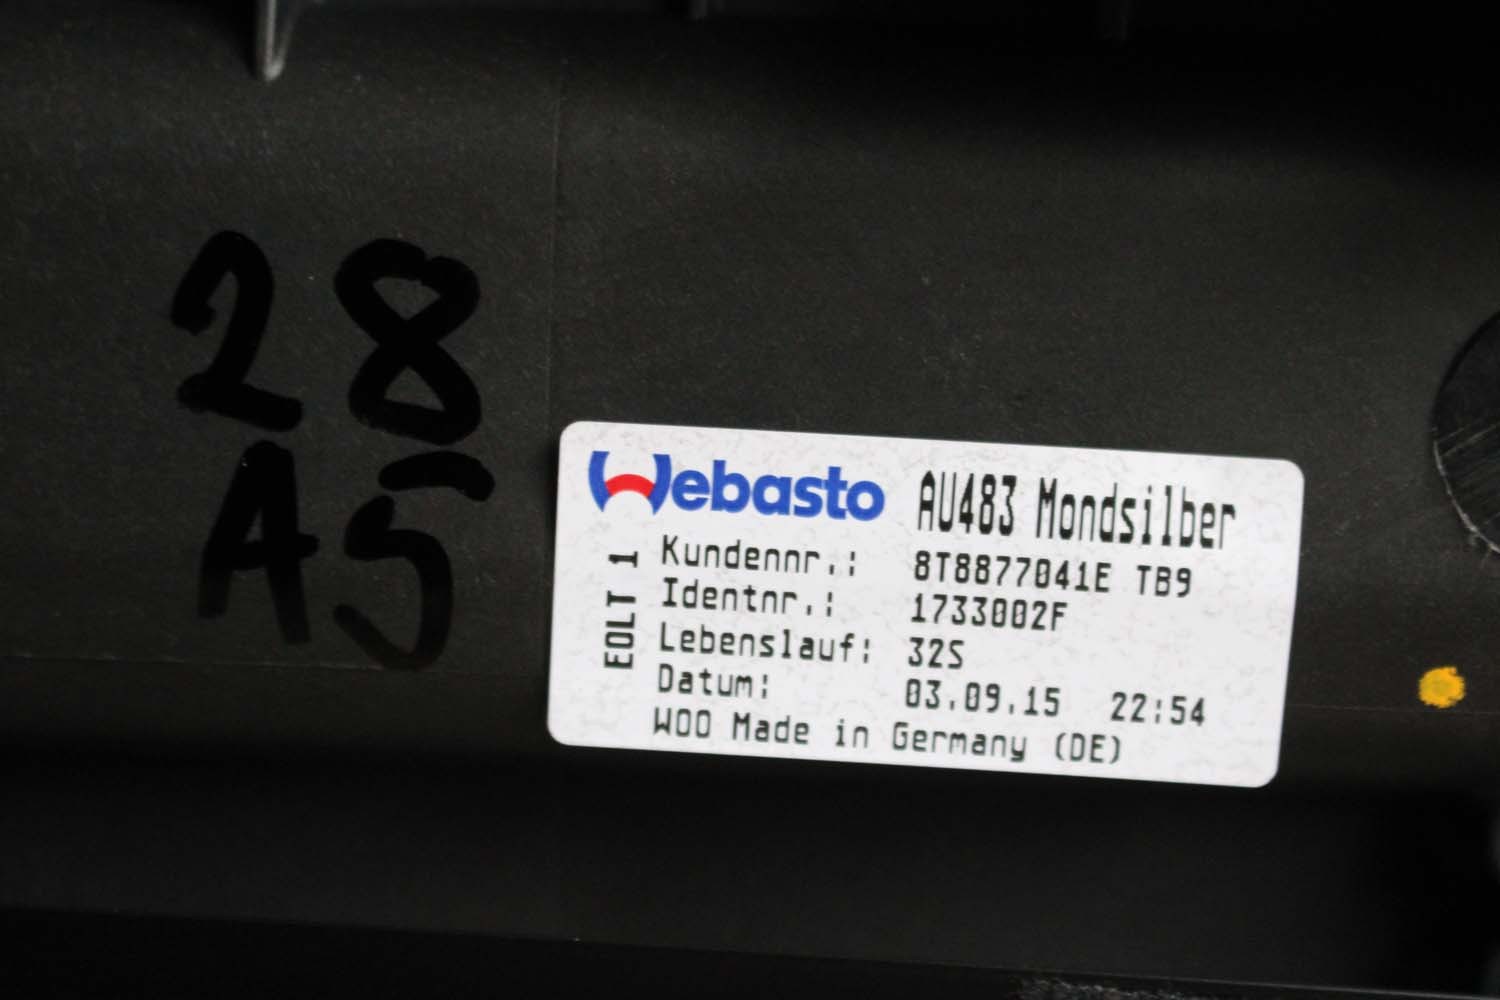 28
A5
Webasto AU483 Mondsilber
EOLT 1
Kundennr.: 8T8877041E TB9
Identnr.: 1733002F
Lebenslauf: 32S
Datum: 03.09.15 22:54
W00 Made in Germany (DE)